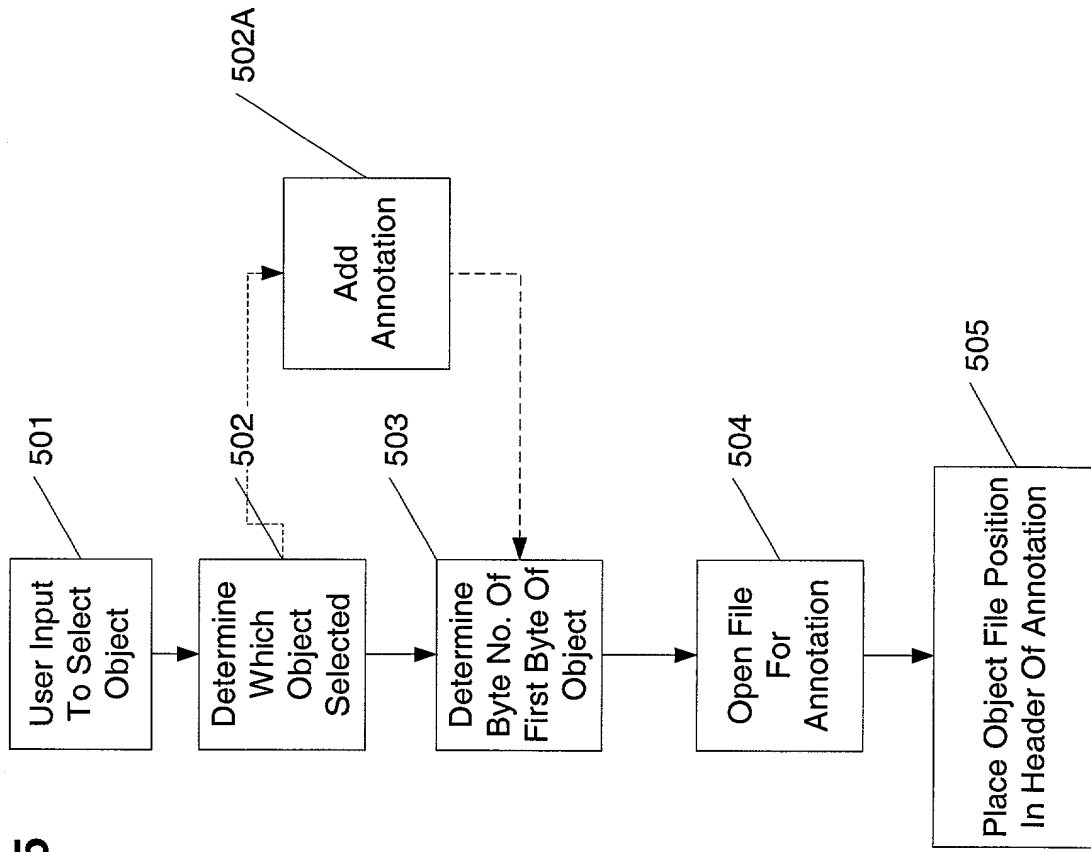 501
User Input
To Select
Object
502
Determine
Which
Object
Selected
502A
Add
Annotation
503
Determine
Byte No. Of
First Byte Of
Object
504
Open File
For
Annotation
505
Place Object File Position
In Header Of Annotation